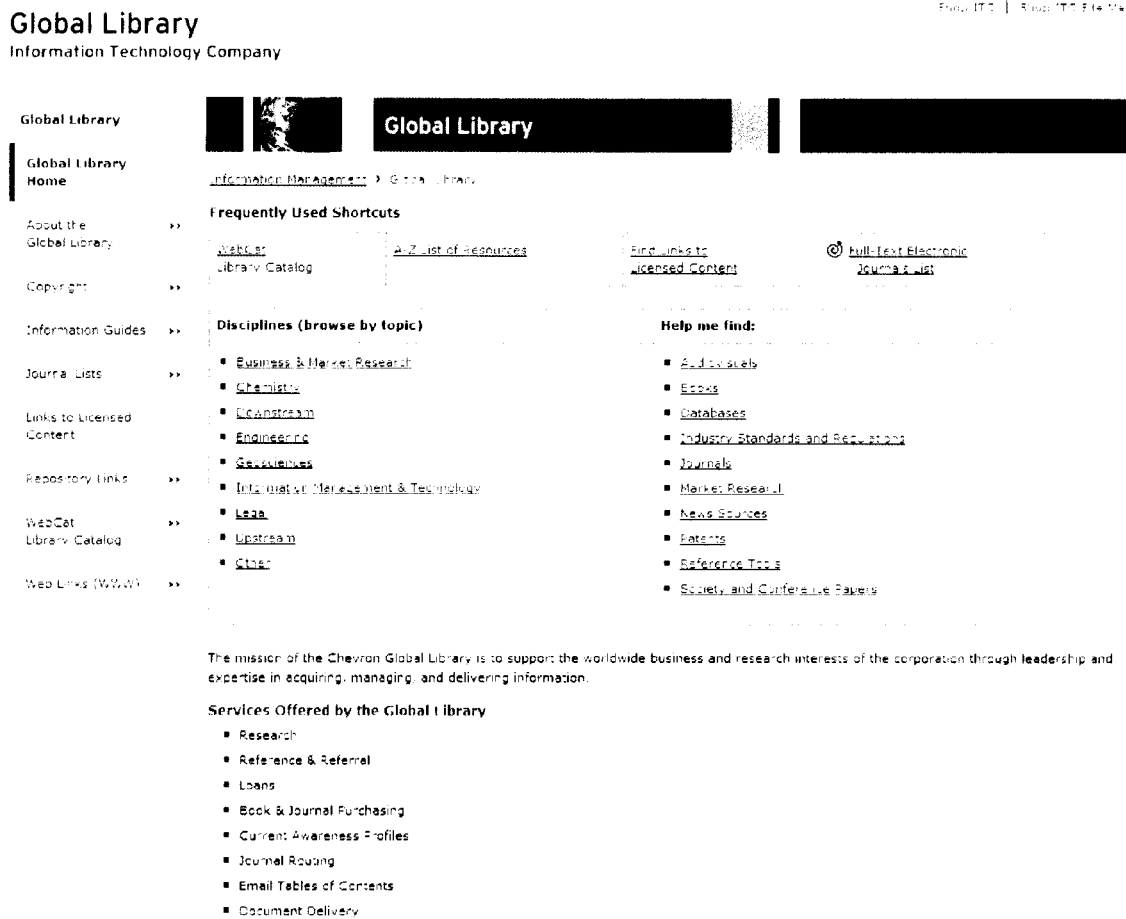 Global Library
Information Technology Company
Global Library
Global Library
Home
About the
Global Library
Copyright
Information Guides
Journal Lists
Links to Licensed
Content
Repository Links
WebCat
Library Catalog
Web Links (WWW)
Global Library
Information Management › Global Library
Frequently Used Shortcuts
WebCat
Library Catalog
A-Z List of Resources
Find Links to
Licensed Content
Full-Text Electronic
Journals List
Disciplines (browse by topic)
Business & Market Research
Chemistry
Downstream
Engineering
Geosciences
Information Management & Technology
Legal
Upstream
Other
Help me find:
Audiovisuals
Books
Databases
Industry Standards and Regulations
Journals
Market Research
News Sources
Patents
Reference Tools
Society and Conference Papers
The mission of the Chevron Global Library is to support the worldwide business and research interests of the corporation through leadership and
expertise in acquiring, managing, and delivering information.
Services Offered by the Global Library
Research
Reference & Referral
Loans
Book & Journal Purchasing
Current Awareness Profiles
Journal Routing
Email Tables of Contents
Document Delivery